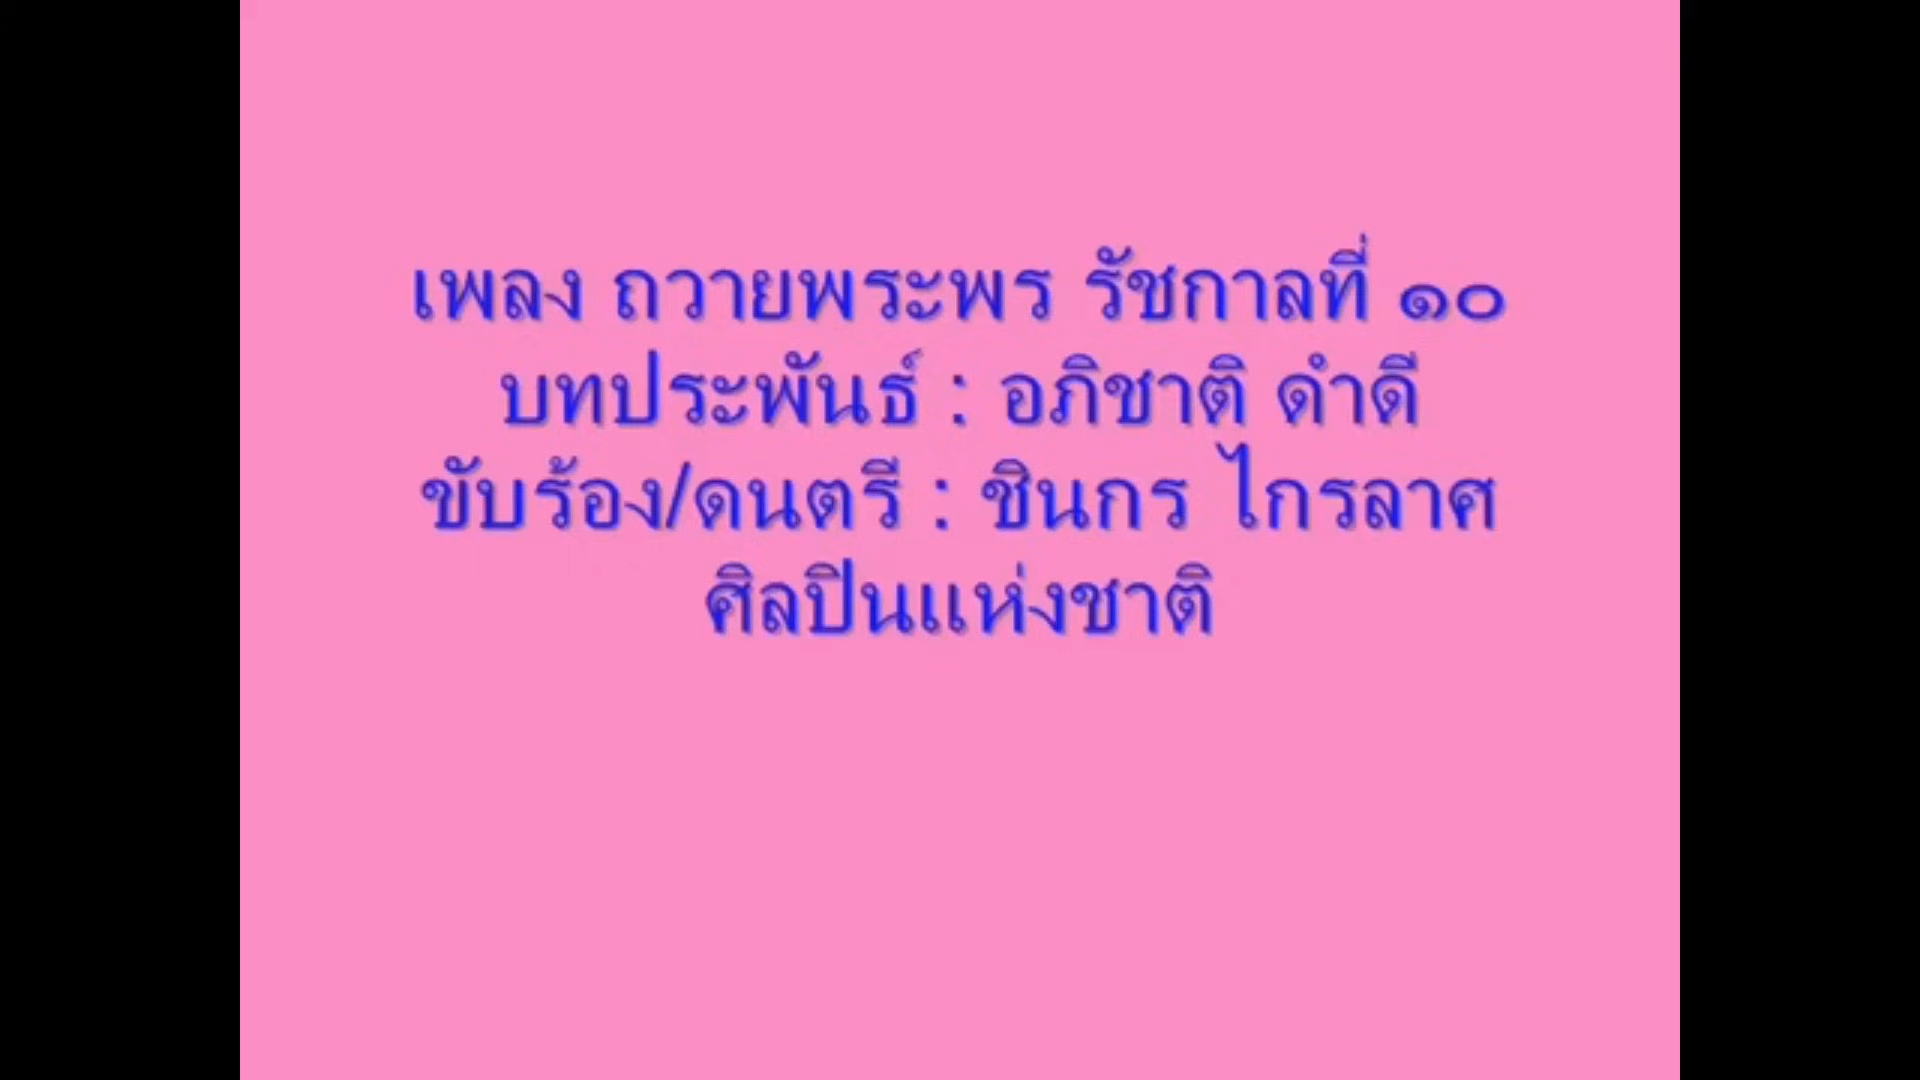 เพลง ถวายพระพร รัชกาลที่ ๑๐
บทประพันธ์ : อภิชาติ ดำดี
ขับร้อง/ดนตรี : ชินกร ไกรลาศ
ศิลปินแห่งชาติ